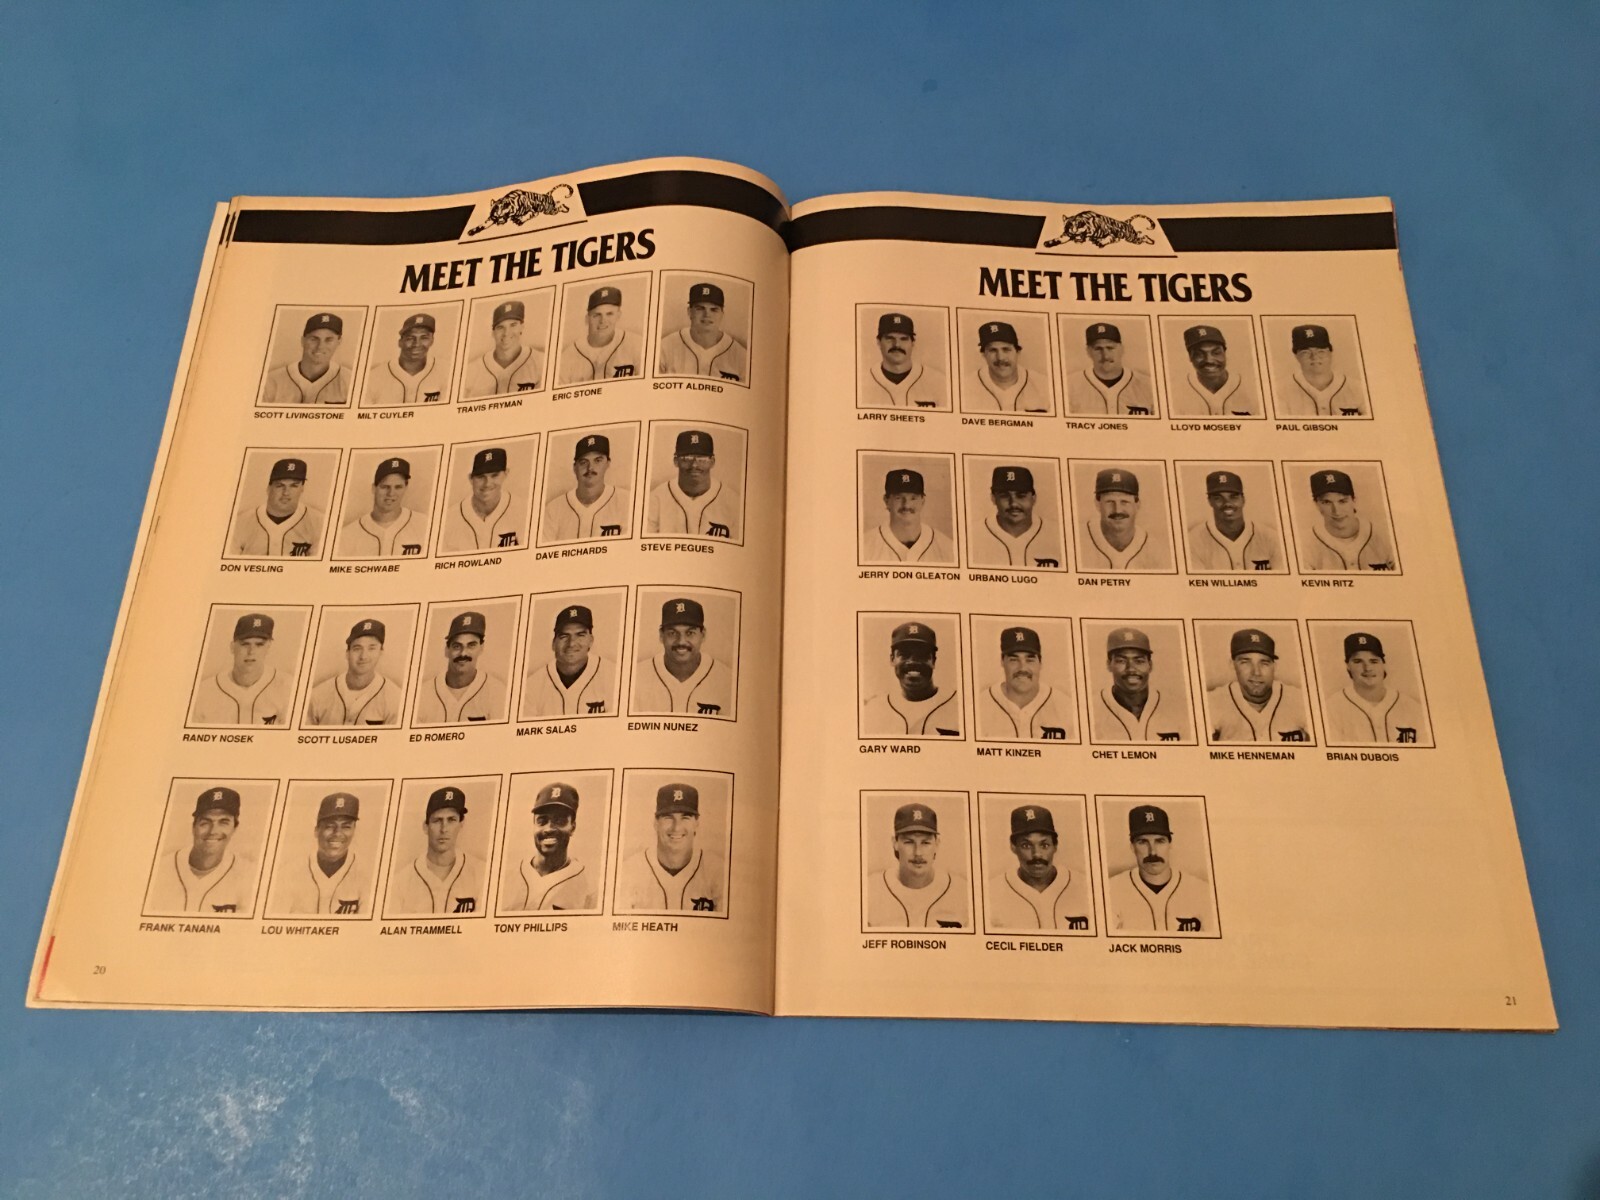 MEET THE TIGERS
SCOTT LIVINGSTONE MILT CUYLER TRAVIS FRYMAN ERIC STONE SCOTT ALDRED
DON VESLING MIKE SCHWABE RICH ROWLAND DAVE RICHARDS STEVE PEGUES
RANDY NOSEK SCOTT LUSADER ED ROMERO MARK SALAS EDWIN NUNEZ
FRANK TANANA LOU WHITAKER ALAN TRAMMELL TONY PHILLIPS MIKE HEATH
20
MEET THE TIGERS
LARRY SHEETS DAVE BERGMAN TRACY JONES LLOYD MOSEBY PAUL GIBSON
JERRY DON GLEATON URBANO LUGO DAN PETRY KEN WILLIAMS KEVIN RITZ
GARY WARD MATT KINZER CHET LEMON MIKE HENNEMAN BRIAN DUBOIS
JEFF ROBINSON CECIL FIELDER JACK MORRIS
21